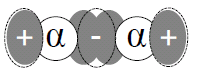 + α - α +